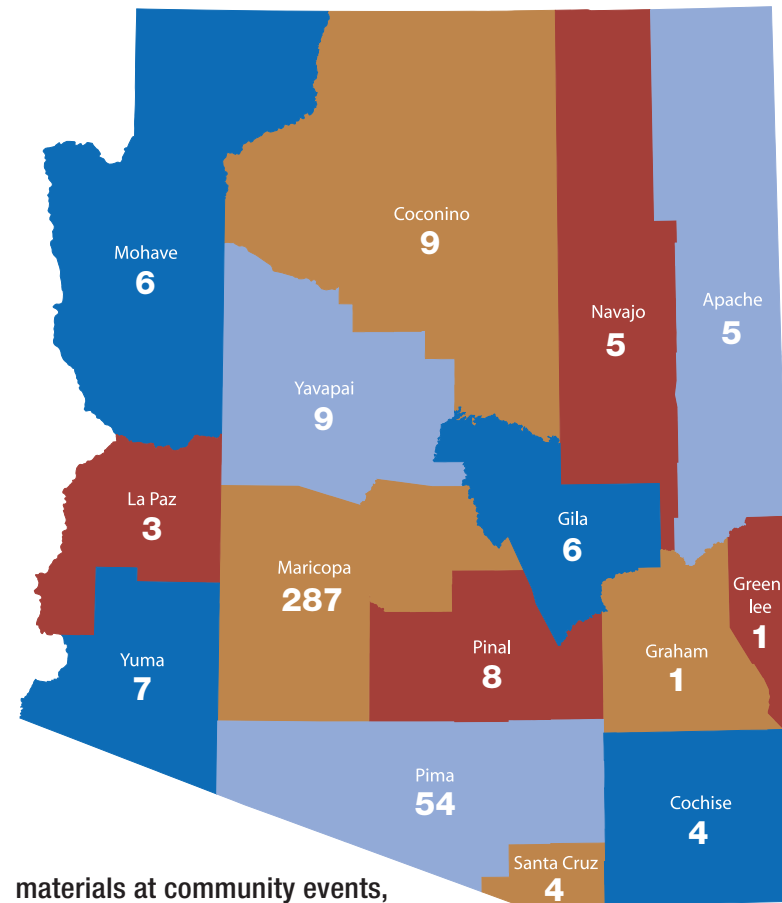 Coconino
9
Mohave
6
Navajo
5
Apache
5
Yavapai
9
La Paz
3
Gila
6
Maricopa
287
Green
lee
1
Pinal
8
Graham
1
Yuma
7
Pima
54
Cochise
4
Santa Cruz
4
materials at community events,